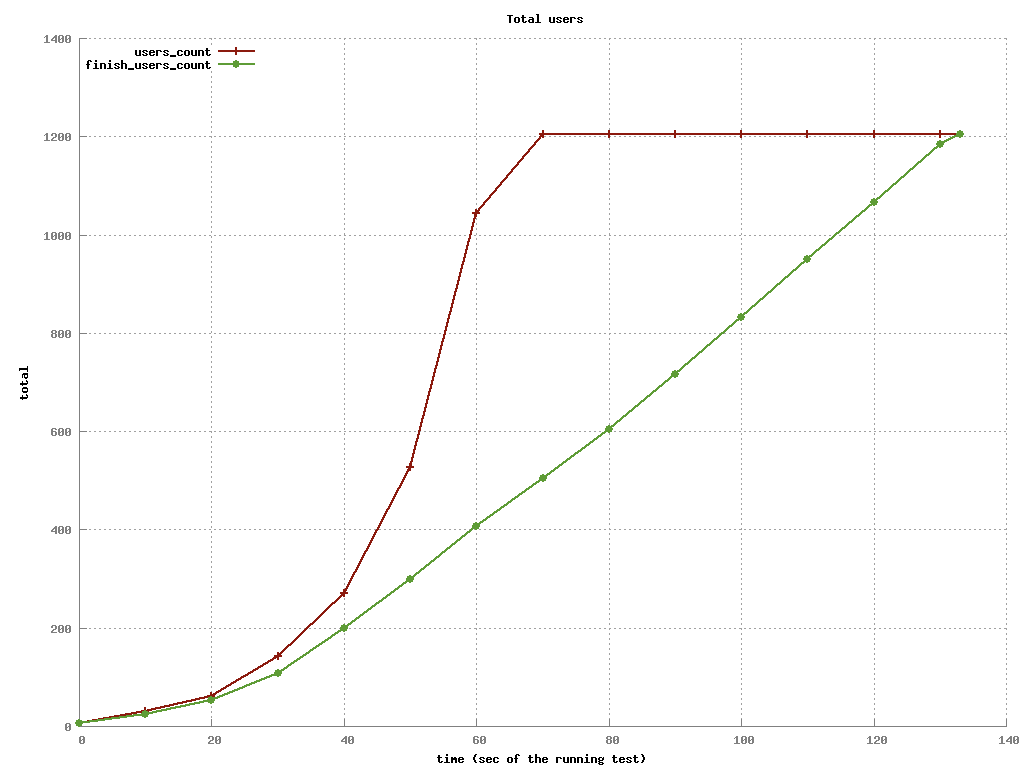 Total users
users_count
finish_users_count
1400
1200
1000
800
600
400
200
0
total
0 20 40 60 80 100 120 140
time (sec of the running test)